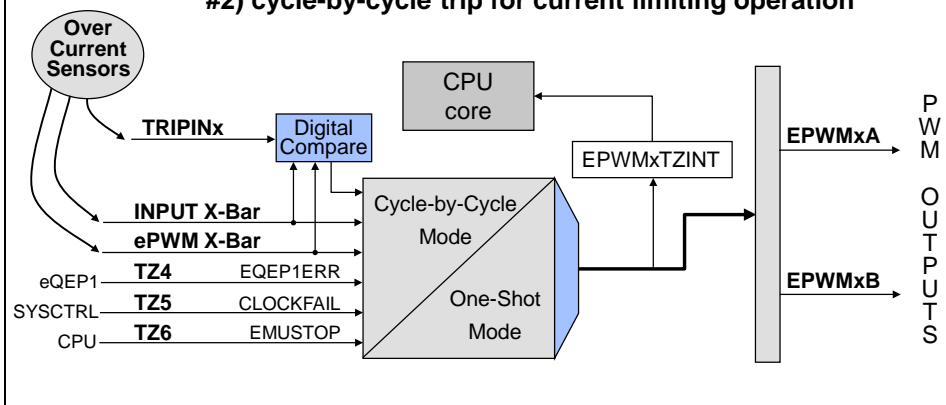 #2) cycle-by-cycle trip for current limiting operation
Over
Current
Sensors
CPU
core
TRIPINx
Digital
Compare
EPWMxTZINT
EPWMxA
INPUT X-Bar
ePWM X-Bar
Cycle-by-Cycle
Mode
eQEP1
TZ4
EQEP1ERR
SYSCTRL
TZ5
CLOCKFAIL
CPU
TZ6
EMUSTOP
One-Shot
Mode
EPWMxB
PWM OUTPUTS